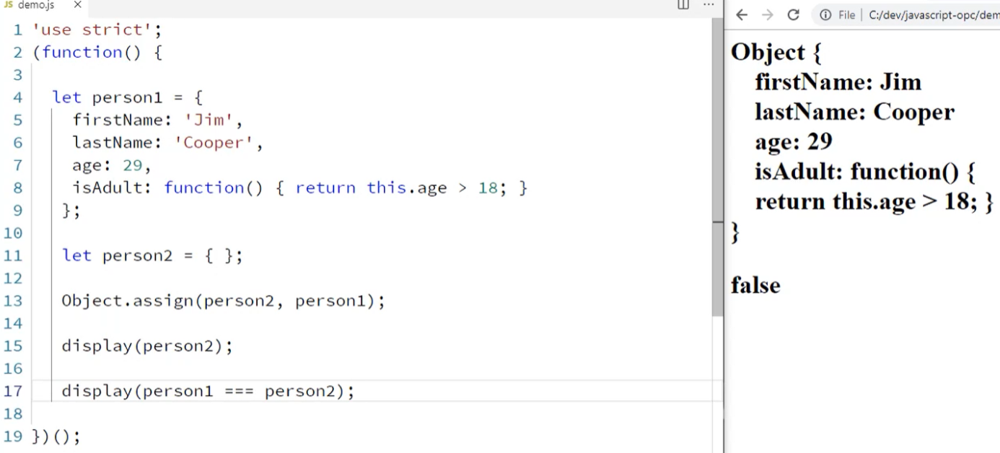 JS demo.js ×
1 'use strict';
2 (function() {
3
4 let person1 = {
5 firstName: 'Jim',
6 lastName: 'Cooper',
7 age: 29,
8 isAdult: function() { return this.age > 18; }
9 };
10
11 let person2 = { };
12
13 Object.assign(person2, person1);
14
15 display(person2);
16
17 display(person1 === person2);
18
19 })();
File | C:/dev/javascript-opc/dem
Object {
firstName: Jim
lastName: Cooper
age: 29
isAdult: function() {
return this.age > 18; }
}
false